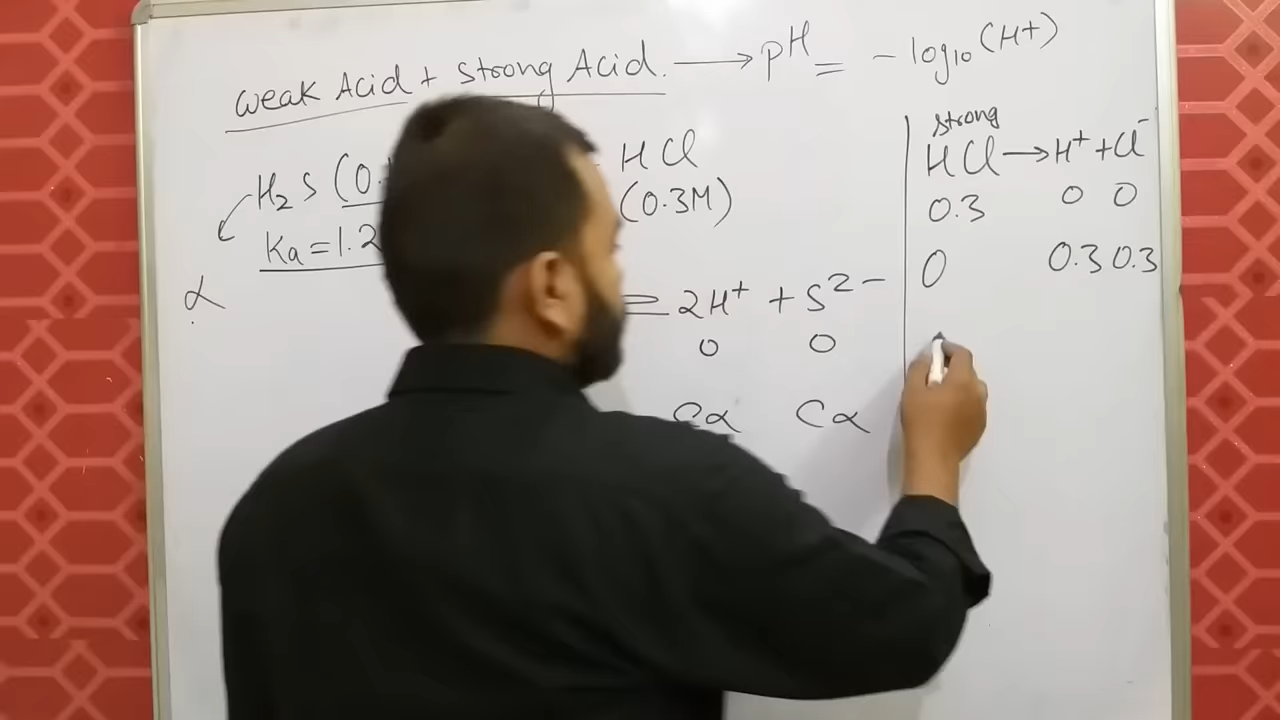 weak Acid + strong Acid. → pH = - log₁₀ (H+)
strong
HCl → H⁺ + Cl⁻
0.3 0 0
0 0.3 0.3
H₂S (0. HCl
(0.3M)
Ka = 1.2
α
2H⁺ + S²⁻
0 0
Cα Cα